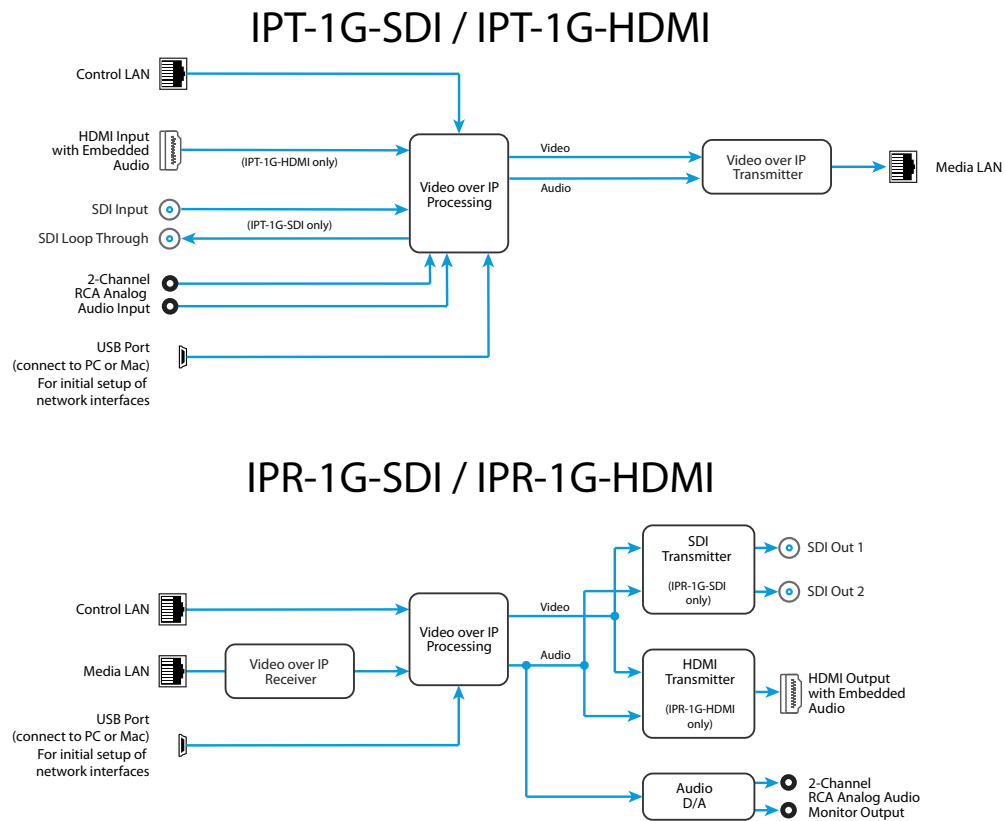 IPT-1G-SDI / IPT-1G-HDMI
Control LAN
HDMI Input
with Embedded
Audio
(IPT-1G-HDMI only)
SDI Input
(IPT-1G-SDI only)
SDI Loop Through
2-Channel
RCA Analog
Audio Input
USB Port
(connect to PC or Mac)
For initial setup of
network interfaces
Video over IP
Processing
Video
Audio
Video over IP
Transmitter
Media LAN
IPR-1G-SDI / IPR-1G-HDMI
Control LAN
Media LAN
Video over IP
Receiver
USB Port
(connect to PC or Mac)
For initial setup of
network interfaces
Video over IP
Processing
Video
Audio
SDI
Transmitter
(IPR-1G-SDI
only)
SDI Out 1
SDI Out 2
HDMI
Transmitter
(IPR-1G-HDMI
only)
HDMI Output
with Embedded
Audio
Audio
D/A
2-Channel
RCA Analog Audio
Monitor Output